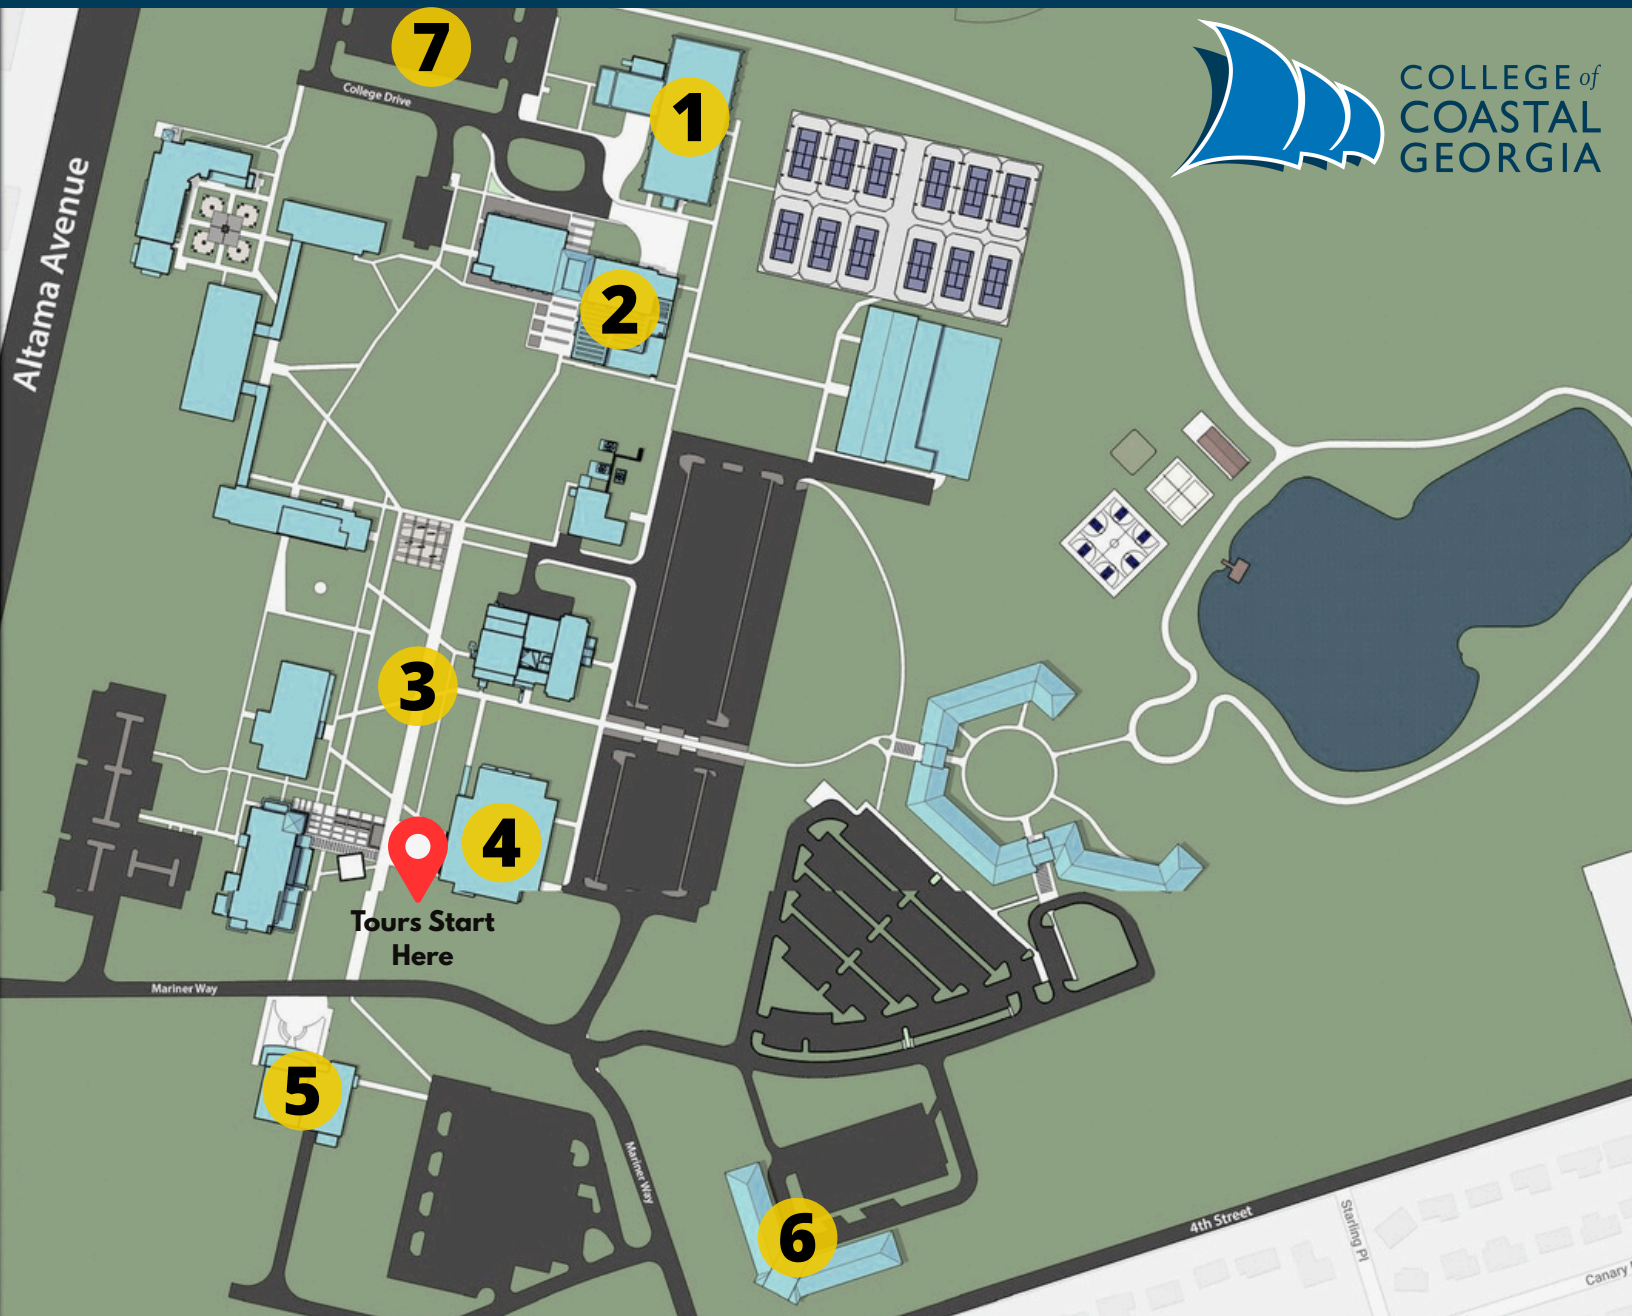 7
College Drive
1
COLLEGE of
COASTAL
GEORGIA
Altama Avenue
2
3
4
Tours Start
Here
Mariner Way
5
Mariner Way
6
4th Street
Starling Pl
Canary